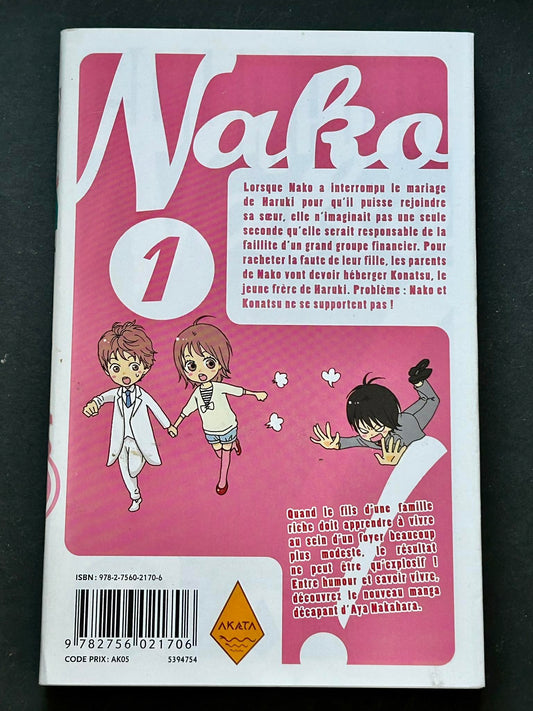 Nako
1
Lorsque Nako a interrompu le mariage
de Haruki pour qu'il puisse rejoindre
sa sœur, elle n'imaginait pas une seule
seconde qu'elle serait responsable de la
faillite d'un grand groupe financier. Pour
racheter la faute de leur fille, les parents
de Nako vont devoir héberger Konatsu, le
jeune frère de Haruki. Problème : Nako et
Konatsu ne se supportent pas !
Quand le fils d'une famille
riche doit apprendre à vivre
au sein d'un foyer beaucoup
plus modeste, le résultat
ne peut être qu'explosif !
Entre humour et savoir vivre,
découvrez le nouveau manga
décapant d'Aya Nakahara.
ISBN : 978-2-7560-2170-6
9 782756 021706
CODE PRIX : AK05 5394754
AKATA